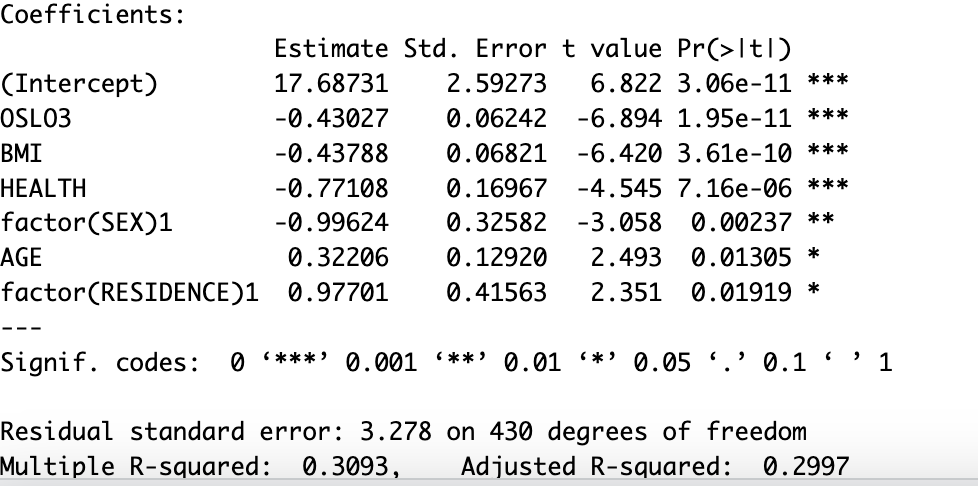 Coefficients:
Estimate Std. Error t value Pr(>|t|)
(Intercept) 17.68731 2.59273 6.822 3.06e-11 ***
OSLO3 -0.43027 0.06242 -6.894 1.95e-11 ***
BMI -0.43788 0.06821 -6.420 3.61e-10 ***
HEALTH -0.77108 0.16967 -4.545 7.16e-06 ***
factor(SEX)1 -0.99624 0.32582 -3.058 0.00237 **
AGE 0.32206 0.12920 2.493 0.01305 *
factor(RESIDENCE)1 0.97701 0.41563 2.351 0.01919 *
---
Signif. codes: 0 ‘***’ 0.001 ‘**’ 0.01 ‘*’ 0.05 ‘.’ 0.1 ‘ ’ 1
Residual standard error: 3.278 on 430 degrees of freedom
Multiple R-squared: 0.3093, Adjusted R-squared: 0.2997